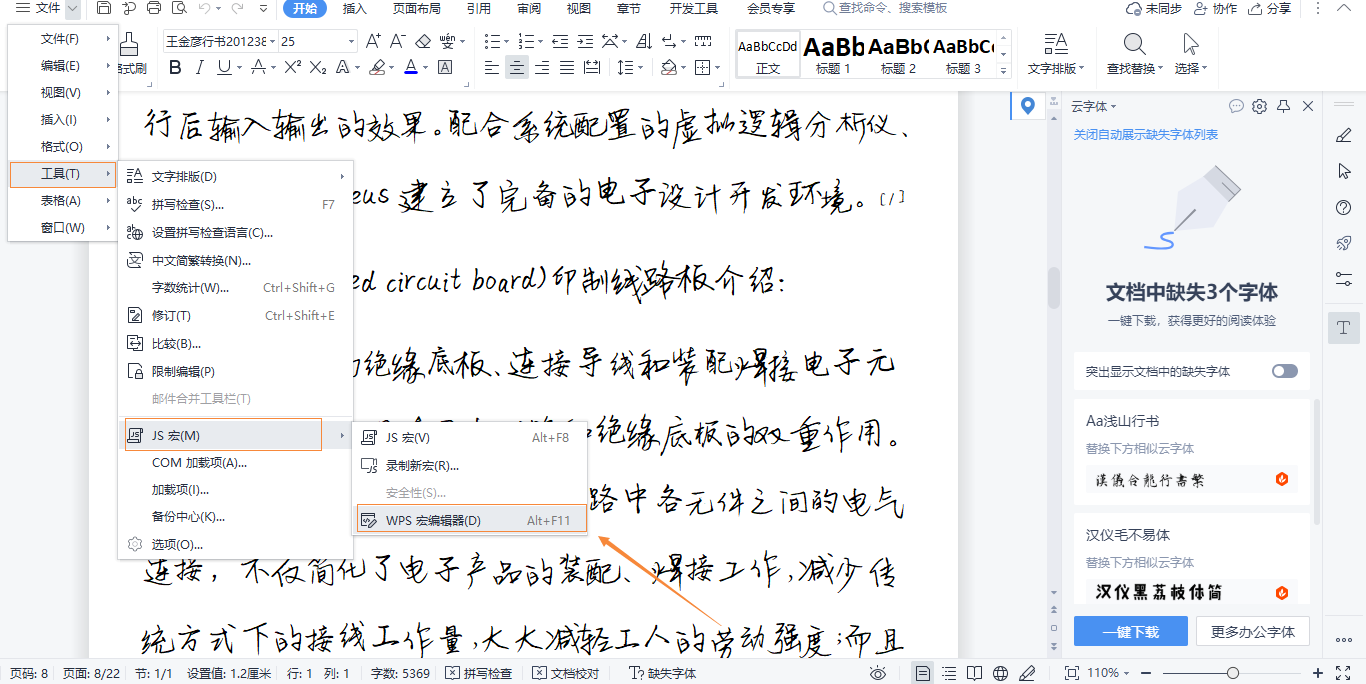 文件 开始 插入 页面布局 引用 审阅 视图 章节 开发工具 会员专享 查找命令、搜索模板 未同步 协作 分享
文件(F)
编辑(E)
视图(V)
插入(I)
格式(O)
工具(T)
表格(A)
窗口(W)
式刷
王金彦行书201238 25
AaBbCcDd AaBb AaBb( AaBbC
正文 标题 1 标题 2 标题 3
文字排版 查找替换 选择
文字排版(D)
拼写检查(S)... F7
设置拼写检查语言(C)...
中文简繁转换(N)...
字数统计(W)... Ctrl+Shift+G
修订(T) Ctrl+Shift+E
比较(B)...
限制编辑(P)
邮件合并工具栏(T)
JS 宏(M)
COM 加载项(A)...
加载项(I)...
备份中心(K)...
选项(O)...
JS 宏(V) Alt+F8
录制新宏(R)...
安全性(S)...
WPS 宏编辑器(D) Alt+F11
行后输入输出的效果。配合系统配置的虚拟逻辑分析仪、
eus 建立了完备的电子设计开发环境。[1]
ed circuit board)印制线路板介绍：
绝缘底板、连接导线和装配焊接电子元
和绝缘底板的双重作用。
路中各元件之间的电气
连接，不仅简化了电子产品的装配、焊接工作,减少传
统方式下的接线工作量,大大减轻工人的劳动强度;而且
云字体
关闭自动展示缺失字体列表
文档中缺失3个字体
一键下载，获得更好的阅读体验
突出显示文档中的缺失字体
Aa浅山行书
替换下方相似云字体
汉仪毛不易体
替换下方相似云字体
汉仪黑荔枝体简
一键下载 更多办公字体
页码: 8 页面: 8/22 节: 1/1 设置值: 1.2厘米 行: 1 列: 1 字数: 5369 拼写检查 文档校对 缺失字体 110%